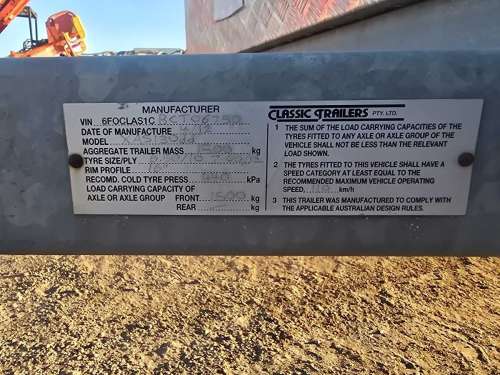 MANUFACTURER
VIN 6FOCLAS1C
DATE OF MANUFACTURE
MODEL
AGGREGATE TRAILER MASS 1500 kg
TYRE SIZE/PLY
RIM PROFILE
RECOMD. COLD TYRE PRESS kPa
LOAD CARRYING CAPACITY OF
AXLE OR AXLE GROUP FRONT 1500 kg
REAR kg
CLASSIC TRAILERS PTY. LTD.
1 THE SUM OF THE LOAD CARRYING CAPACITIES OF THE
TYRES FITTED TO ANY AXLE OR AXLE GROUP OF THE
VEHICLE SHALL NOT BE LESS THAN THE RELEVANT
LOAD SHOWN.
2 THE TYRES FITTED TO THIS VEHICLE SHALL HAVE A
SPEED CATEGORY AT LEAST EQUAL TO THE
RECOMMENDED MAXIMUM VEHICLE OPERATING
SPEED, km/h
3 THIS TRAILER WAS MANUFACTURED TO COMPLY WITH
THE APPLICABLE AUSTRALIAN DESIGN RULES.